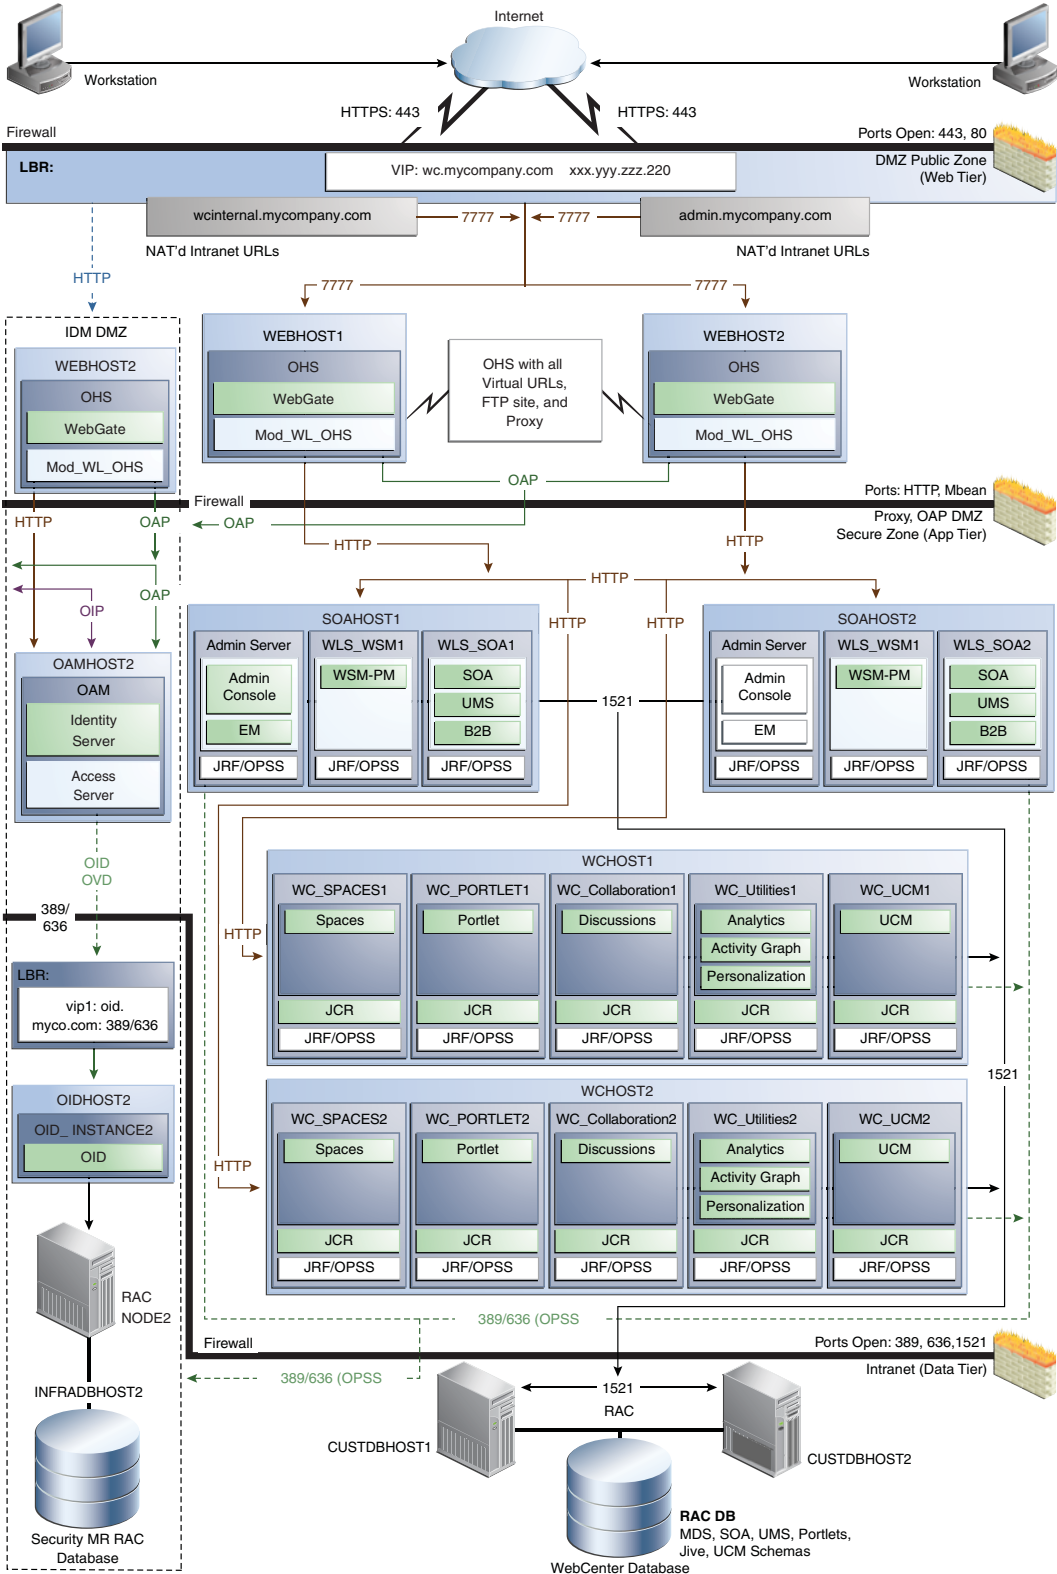 Internet
Workstation
Workstation
HTTPS: 443
HTTPS: 443
Firewall
Ports Open: 443, 80
LBR:
VIP: wc.mycompany.com xxx.yyy.zzz.220
DMZ Public Zone
(Web Tier)
wcinternal.mycompany.com
7777
7777
admin.mycompany.com
NAT'd Intranet URLs
NAT'd Intranet URLs
HTTP
7777
7777
IDM DMZ
WEBHOST2
OHS
WebGate
Mod_WL_OHS
WEBHOST1
OHS
WebGate
Mod_WL_OHS
OHS with all
Virtual URLs,
FTP site, and
Proxy
WEBHOST2
OHS
WebGate
Mod_WL_OHS
OAP
Firewall
Ports: HTTP, Mbean
HTTP
OAP
OAP
Proxy, OAP DMZ
Secure Zone (App Tier)
HTTP
HTTP
HTTP
OAP
OIP
HTTP
HTTP
OAMHOST2
OAM
Identity
Server
Access
Server
SOAHOST1
Admin Server
Admin
Console
EM
JRF/OPSS
WLS_WSM1
WSM-PM
JRF/OPSS
WLS_SOA1
SOA
UMS
B2B
JRF/OPSS
1521
SOAHOST2
Admin Server
Admin
Console
EM
JRF/OPSS
WLS_WSM1
WSM-PM
JRF/OPSS
WLS_SOA2
SOA
UMS
B2B
JRF/OPSS
OID
OVD
389/
636
HTTP
WCHOST1
WC_SPACES1
Spaces
JCR
JRF/OPSS
WC_PORTLET1
Portlet
JCR
JRF/OPSS
WC_Collaboration1
Discussions
JCR
JRF/OPSS
WC_Utilities1
Analytics
Activity Graph
Personalization
JCR
JRF/OPSS
WC_UCM1
UCM
JCR
JRF/OPSS
LBR:
vip1: oid.
myco.com: 389/636
1521
OIDHOST2
OID_ INSTANCE2
OID
HTTP
WCHOST2
WC_SPACES2
Spaces
JCR
JRF/OPSS
WC_PORTLET2
Portlet
JCR
JRF/OPSS
WC_Collaboration2
Discussions
JCR
JRF/OPSS
WC_Utilities2
Analytics
Activity Graph
Personalization
JCR
JRF/OPSS
WC_UCM2
UCM
JCR
JRF/OPSS
RAC
NODE2
389/636 (OPSS
Firewall
Ports Open: 389, 636,1521
Intranet (Data Tier)
389/636 (OPSS
INFRADBHOST2
1521
RAC
CUSTDBHOST1
CUSTDBHOST2
Security MR RAC
Database
RAC DB
MDS, SOA, UMS, Portlets,
Jive, UCM Schemas
WebCenter Database